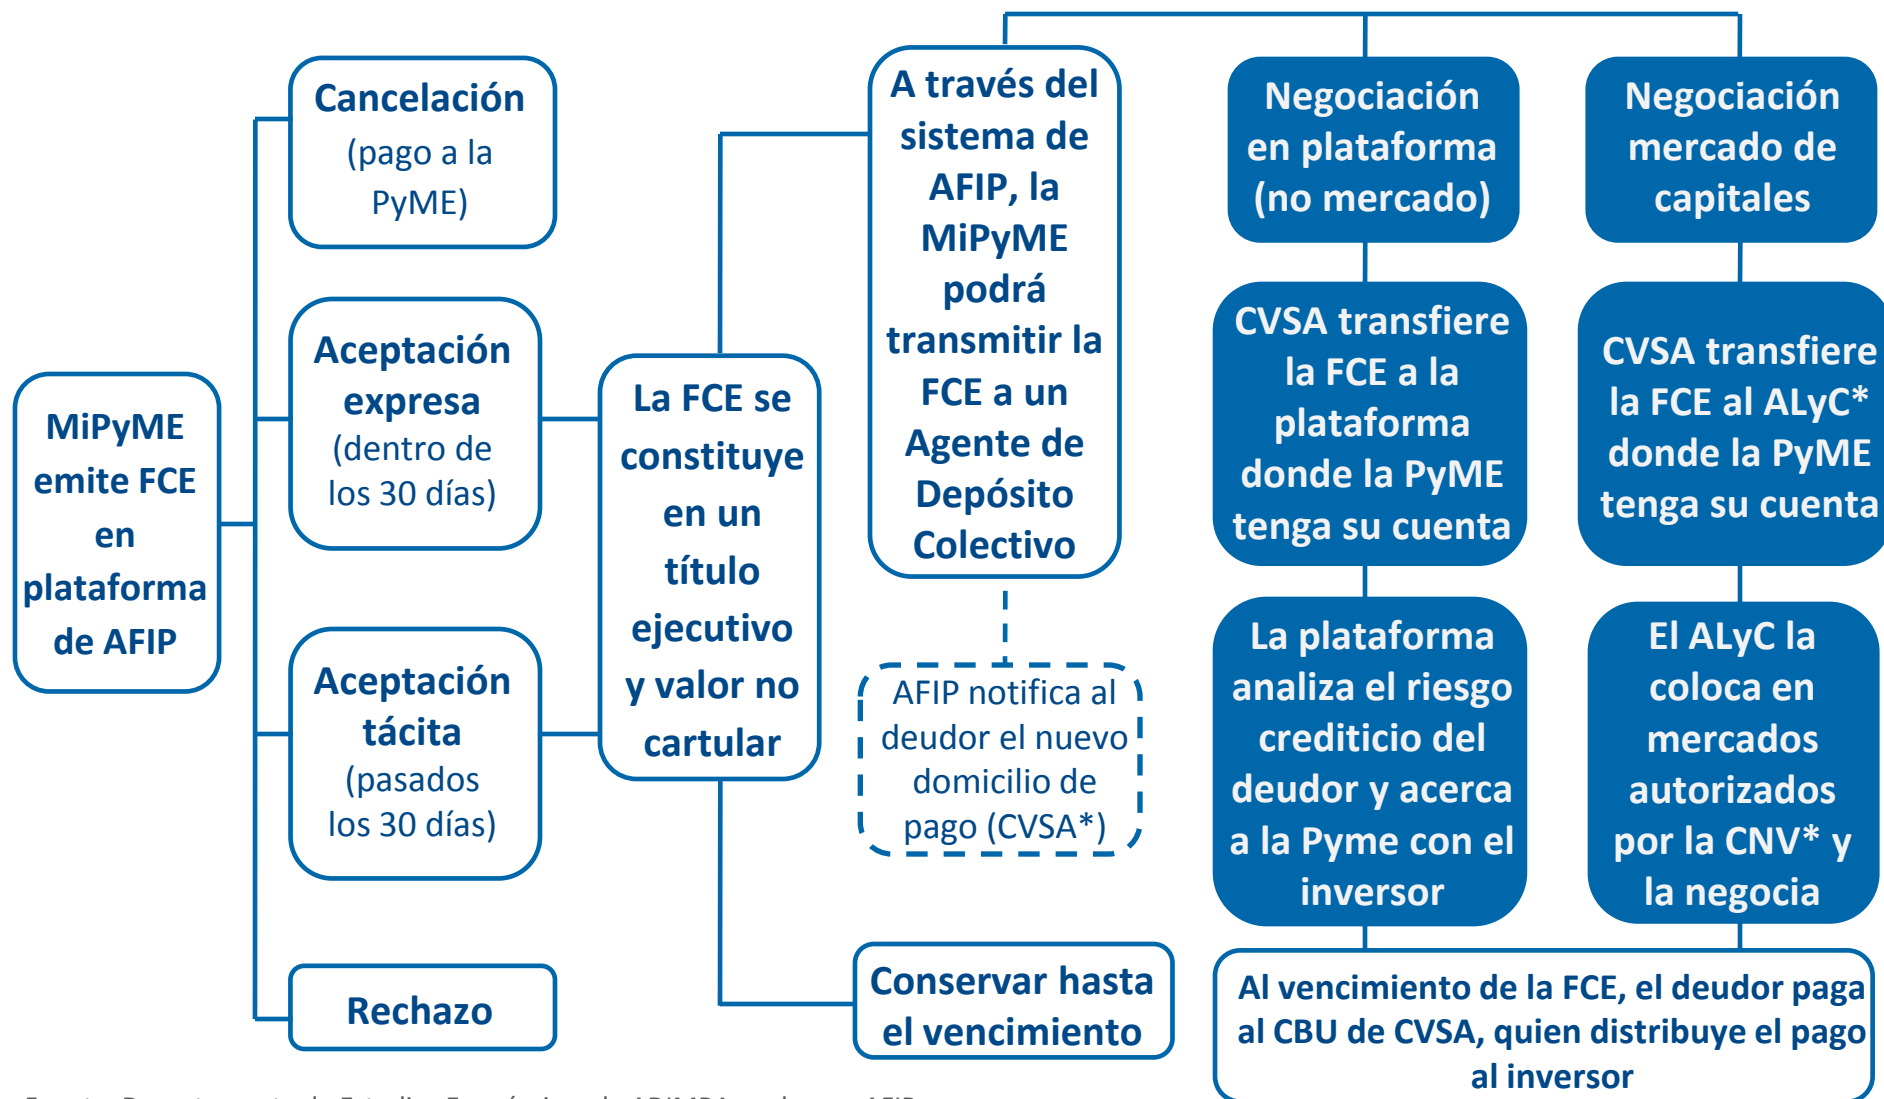 MiPyME
emite FCE
en
plataforma
de AFIP
Cancelación
(pago a la
PyME)
Aceptación
expresa
(dentro de
los 30 días)
Aceptación
tácita
(pasados
los 30 días)
Rechazo
La FCE se
constituye
en un
título
ejecutivo
y valor no
cartular
A través del
sistema de
AFIP, la
MiPyME
podrá
transmitir la
FCE a un
Agente de
Depósito
Colectivo
AFIP notifica al
deudor el nuevo
domicilio de
pago (CVSA*)
Conservar hasta
el vencimiento
Negociación
en plataforma
(no mercado)
CVSA transfiere
la FCE a la
plataforma
donde la PyME
tenga su cuenta
La plataforma
analiza el riesgo
crediticio del
deudor y acerca
a la Pyme con el
inversor
Negociación
mercado de
capitales
CVSA transfiere
la FCE al ALyC*
donde la PyME
tenga su cuenta
El ALyC la
coloca en
mercados
autorizados
por la CNV* y
la negocia
Al vencimiento de la FCE, el deudor paga
al CBU de CVSA, quien distribuye el pago
al inversor